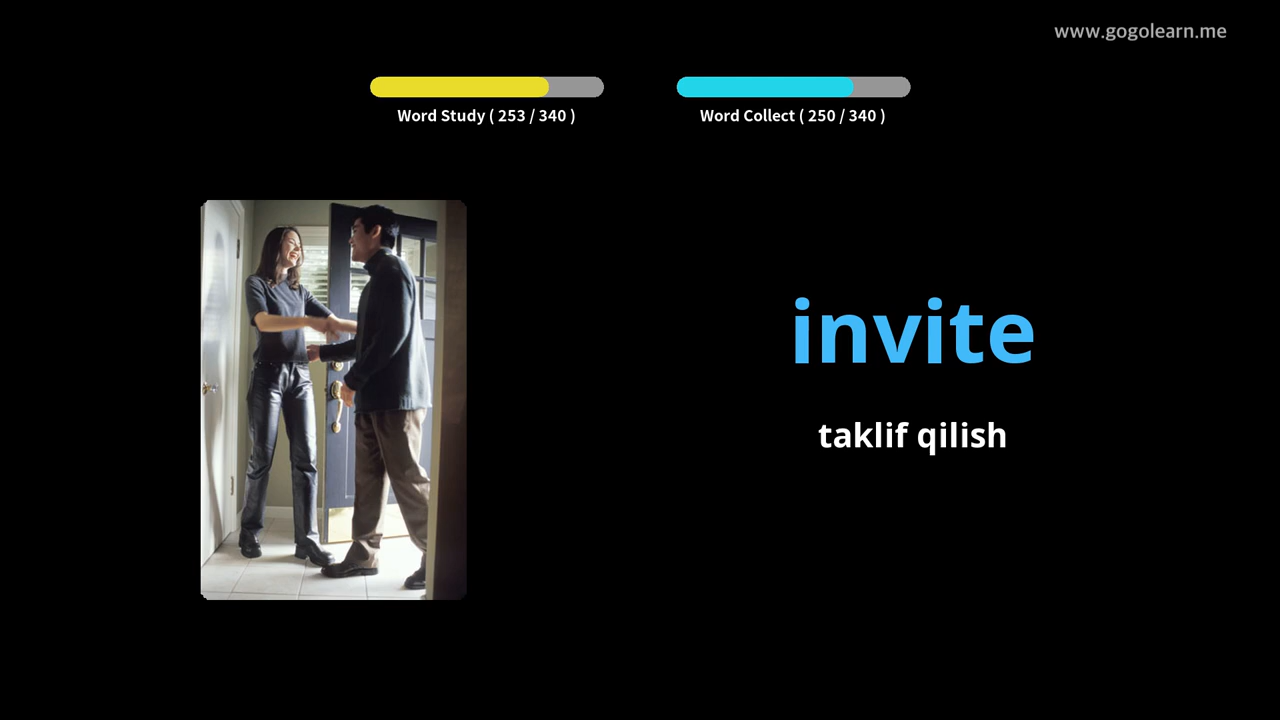 www.gogolearn.me
Word Study ( 253 / 340 )
Word Collect ( 250 / 340 )
invite
taklif qilish